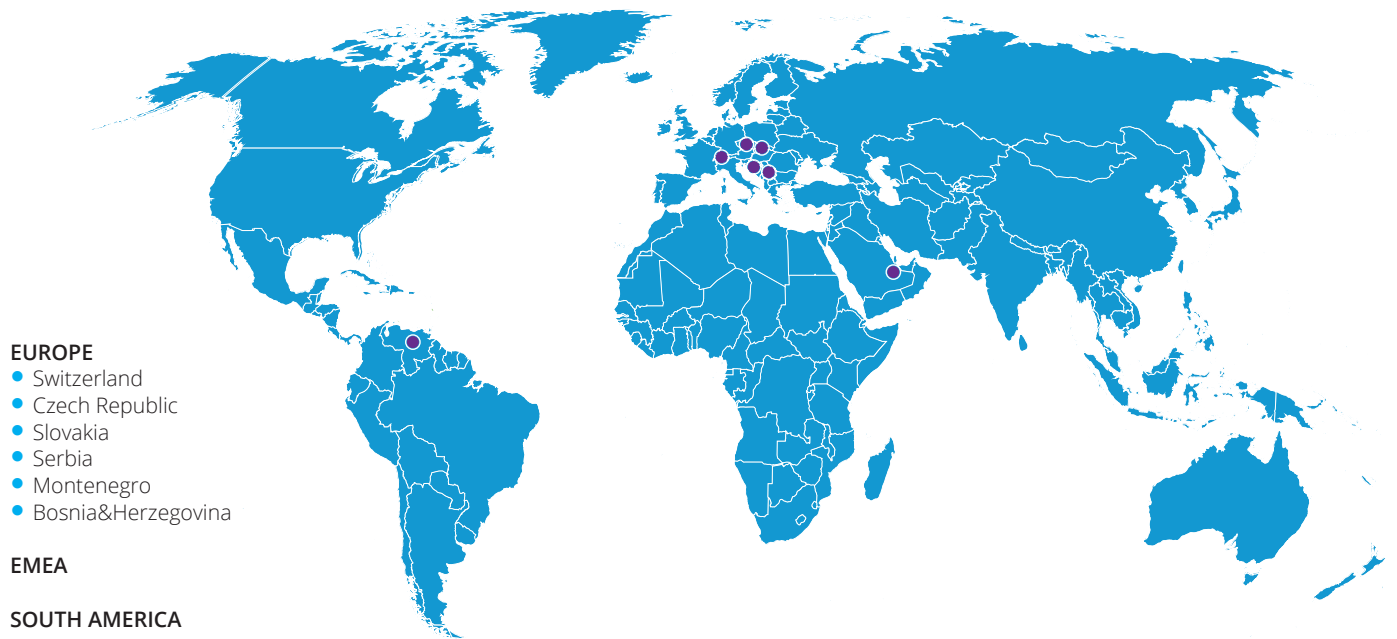 EUROPE
Switzerland
Czech Republic
Slovakia
Serbia
Montenegro
Bosnia&Herzegovina
EMEA
SOUTH AMERICA